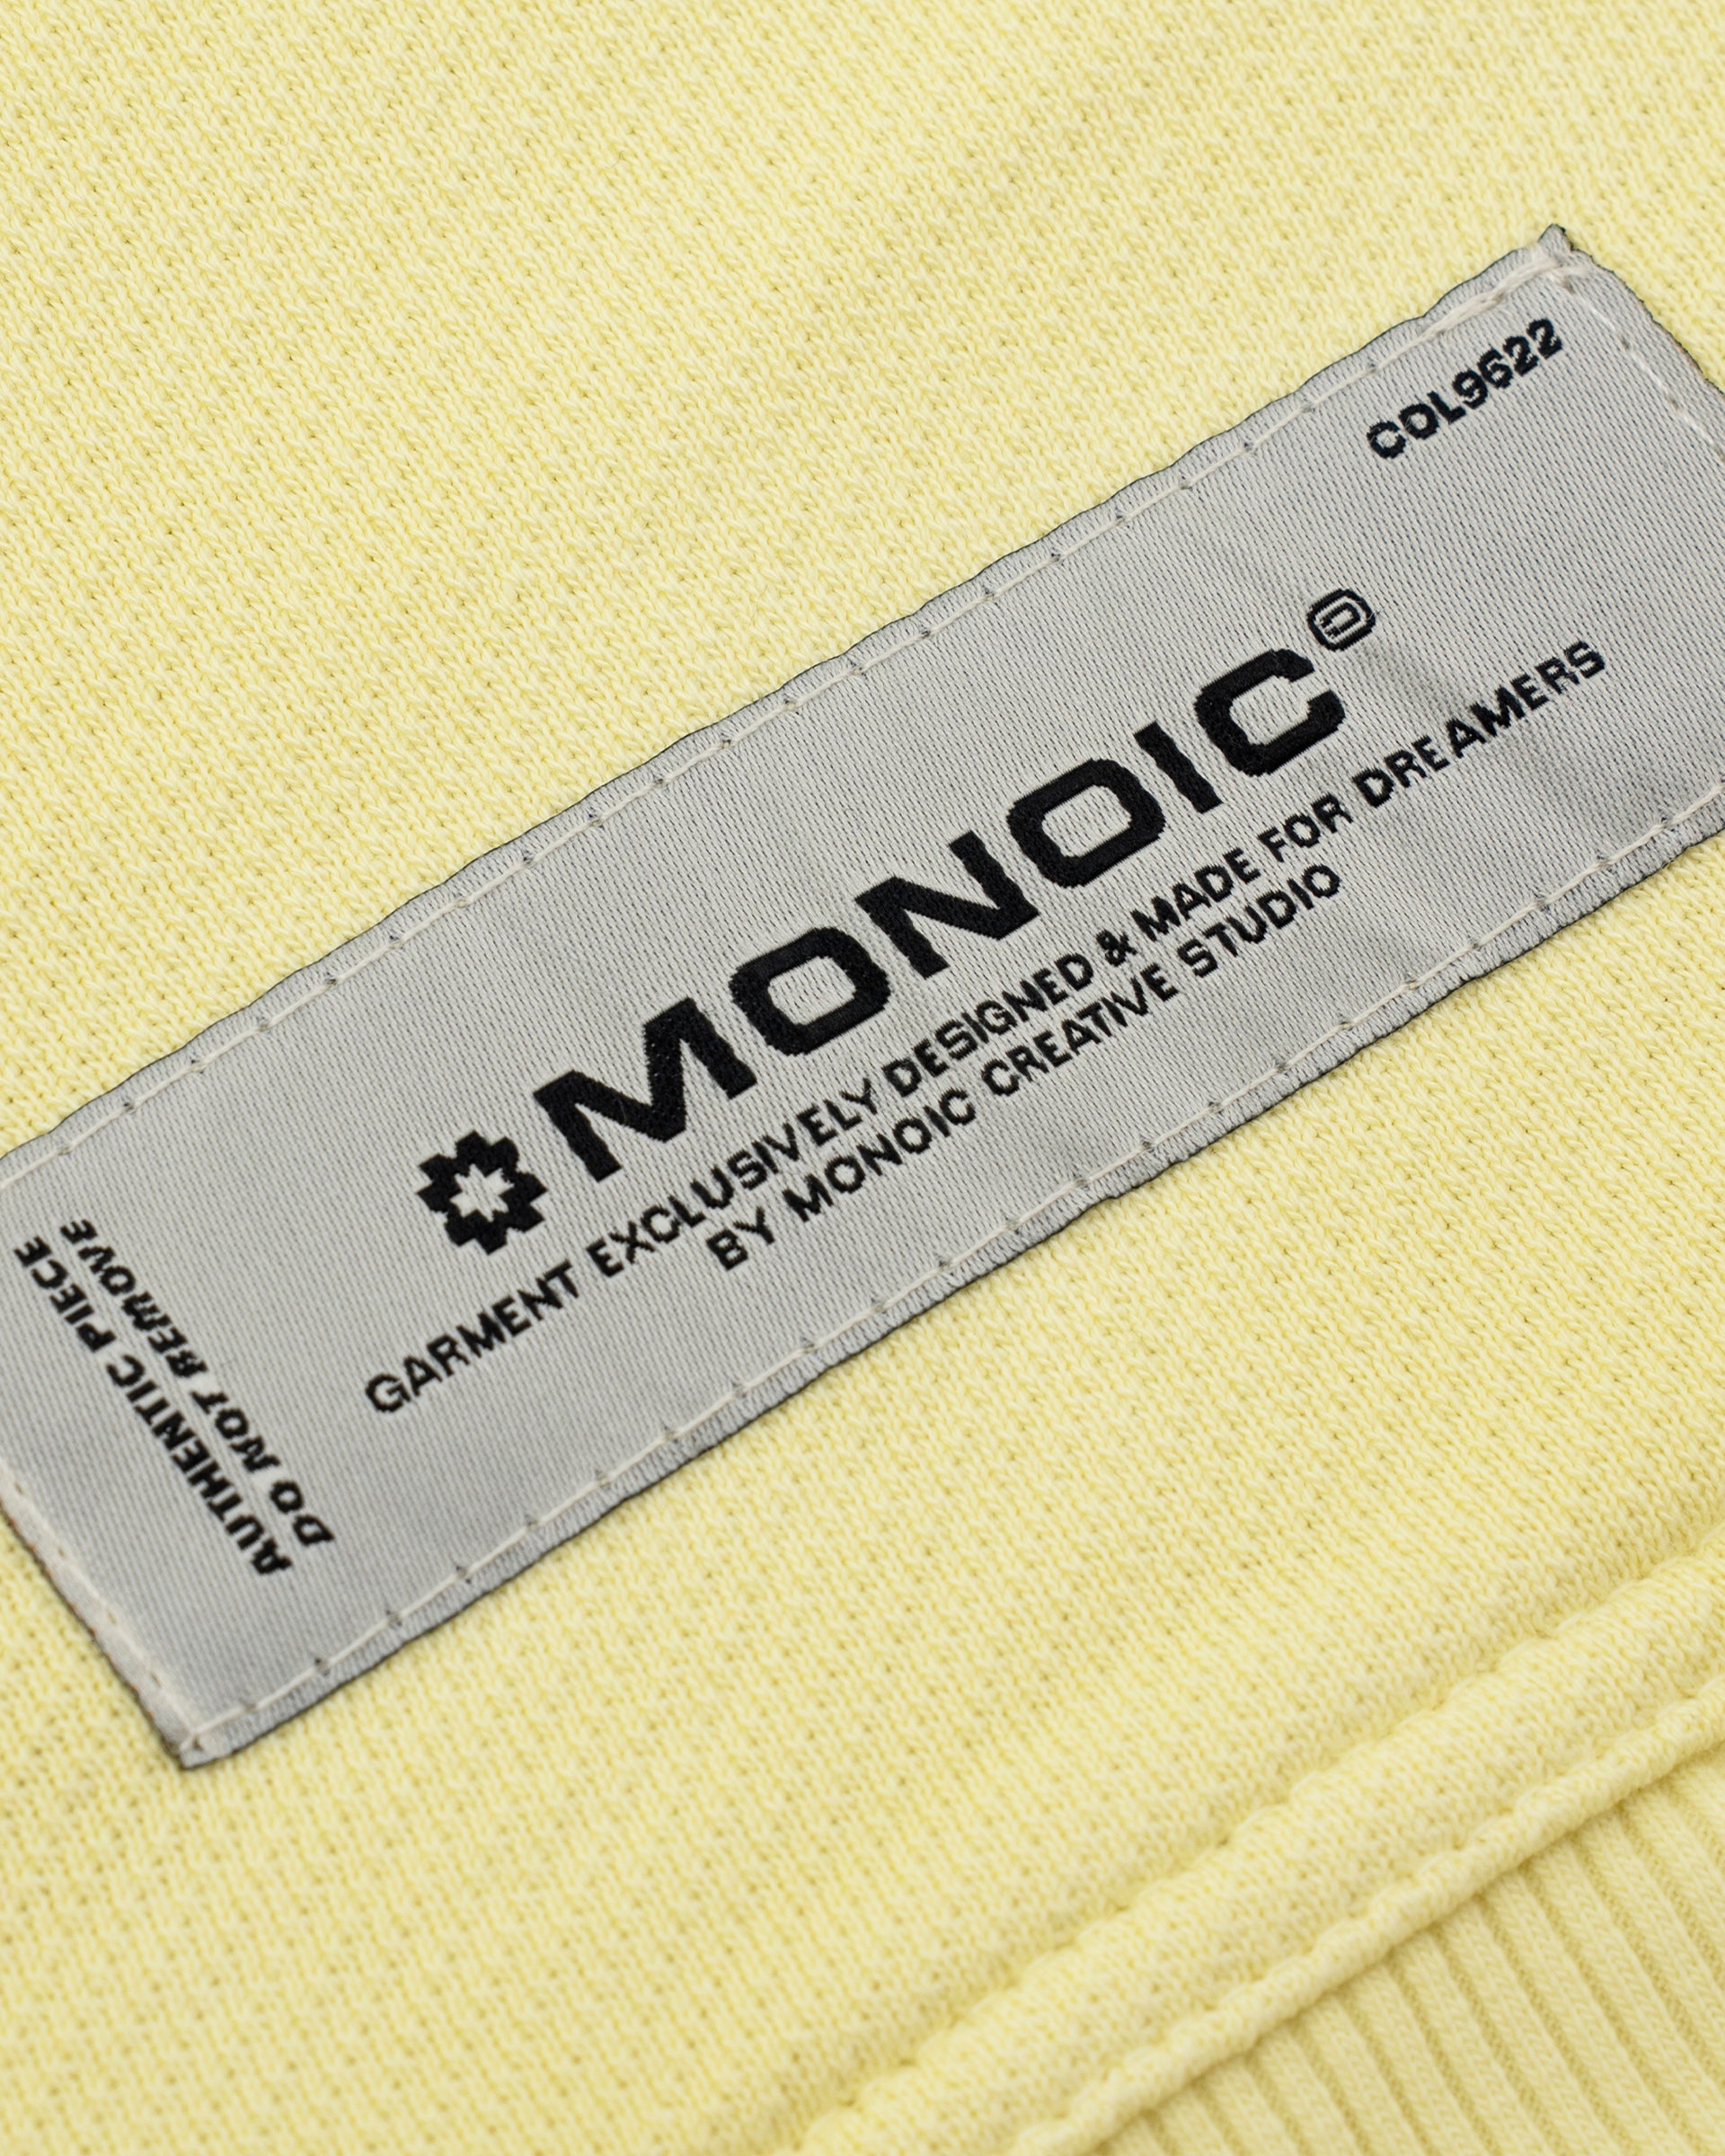 COL9622
MONOIC
GARMENT EXCLUSIVELY DESIGNED & MADE FOR DREAMERS
BY MONOIC CREATIVE STUDIO
AUTHENTIC PIECE
DO NOT REMOVE